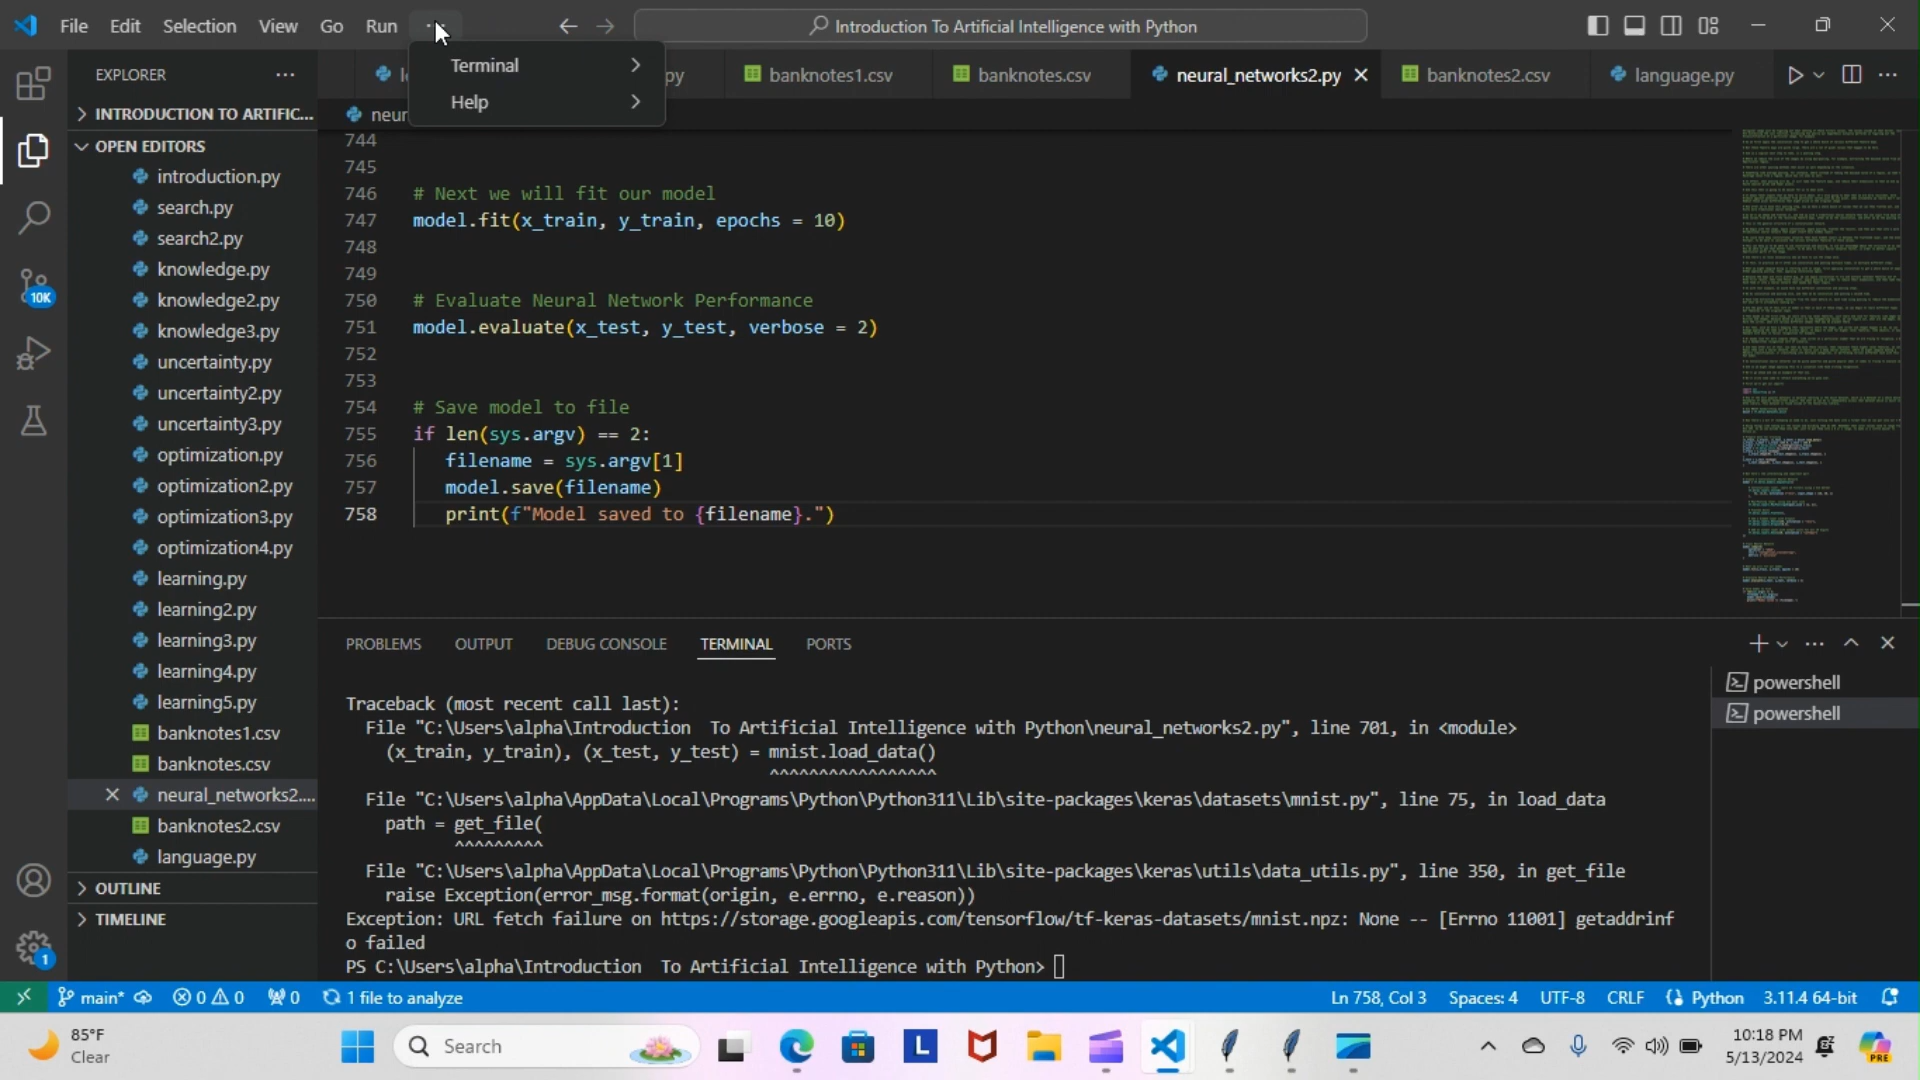 File Edit Selection View Go Run ··· Introduction To Artificial Intelligence with Python
Terminal
Help
EXPLORER
INTRODUCTION TO ARTIFIC...
OPEN EDITORS
introduction.py
search.py
search2.py
knowledge.py
knowledge2.py
knowledge3.py
uncertainty.py
uncertainty2.py
uncertainty3.py
optimization.py
optimization2.py
optimization3.py
optimization4.py
learning.py
learning2.py
learning3.py
learning4.py
learning5.py
banknotes1.csv
banknotes.csv
neural_networks2....
banknotes2.csv
language.py
OUTLINE
TIMELINE
10K
1
banknotes1.csv banknotes.csv neural_networks2.py banknotes2.csv language.py
744
745
746 # Next we will fit our model
747 model.fit(x_train, y_train, epochs = 10)
748
749
750 # Evaluate Neural Network Performance
751 model.evaluate(x_test, y_test, verbose = 2)
752
753
754 # Save model to file
755 if len(sys.argv) == 2:
756 filename = sys.argv[1]
757 model.save(filename)
758 print(f"Model saved to {filename}.")
PROBLEMS OUTPUT DEBUG CONSOLE TERMINAL PORTS
powershell
powershell
Traceback (most recent call last):
File "C:\Users\alpha\Introduction  To Artificial Intelligence with Python\neural_networks2.py", line 701, in <module>
(x_train, y_train), (x_test, y_test) = mnist.load_data()
^^^^^^^^^^^^^^^^^
File "C:\Users\alpha\AppData\Local\Programs\Python\Python311\Lib\site-packages\keras\datasets\mnist.py", line 75, in load_data
path = get_file(
^^^^^^^^^
File "C:\Users\alpha\AppData\Local\Programs\Python\Python311\Lib\site-packages\keras\utils\data_utils.py", line 350, in get_file
raise Exception(error_msg.format(origin, e.errno, e.reason))
Exception: URL fetch failure on https://storage.googleapis.com/tensorflow/tf-keras-datasets/mnist.npz: None -- [Errno 11001] getaddrinf
o failed
PS C:\Users\alpha\Introduction  To Artificial Intelligence with Python>
main* 0 0 0 1 file to analyze Ln 758, Col 3 Spaces: 4 UTF-8 CRLF Python 3.11.4 64-bit
85°F
Clear
Search
10:18 PM
5/13/2024